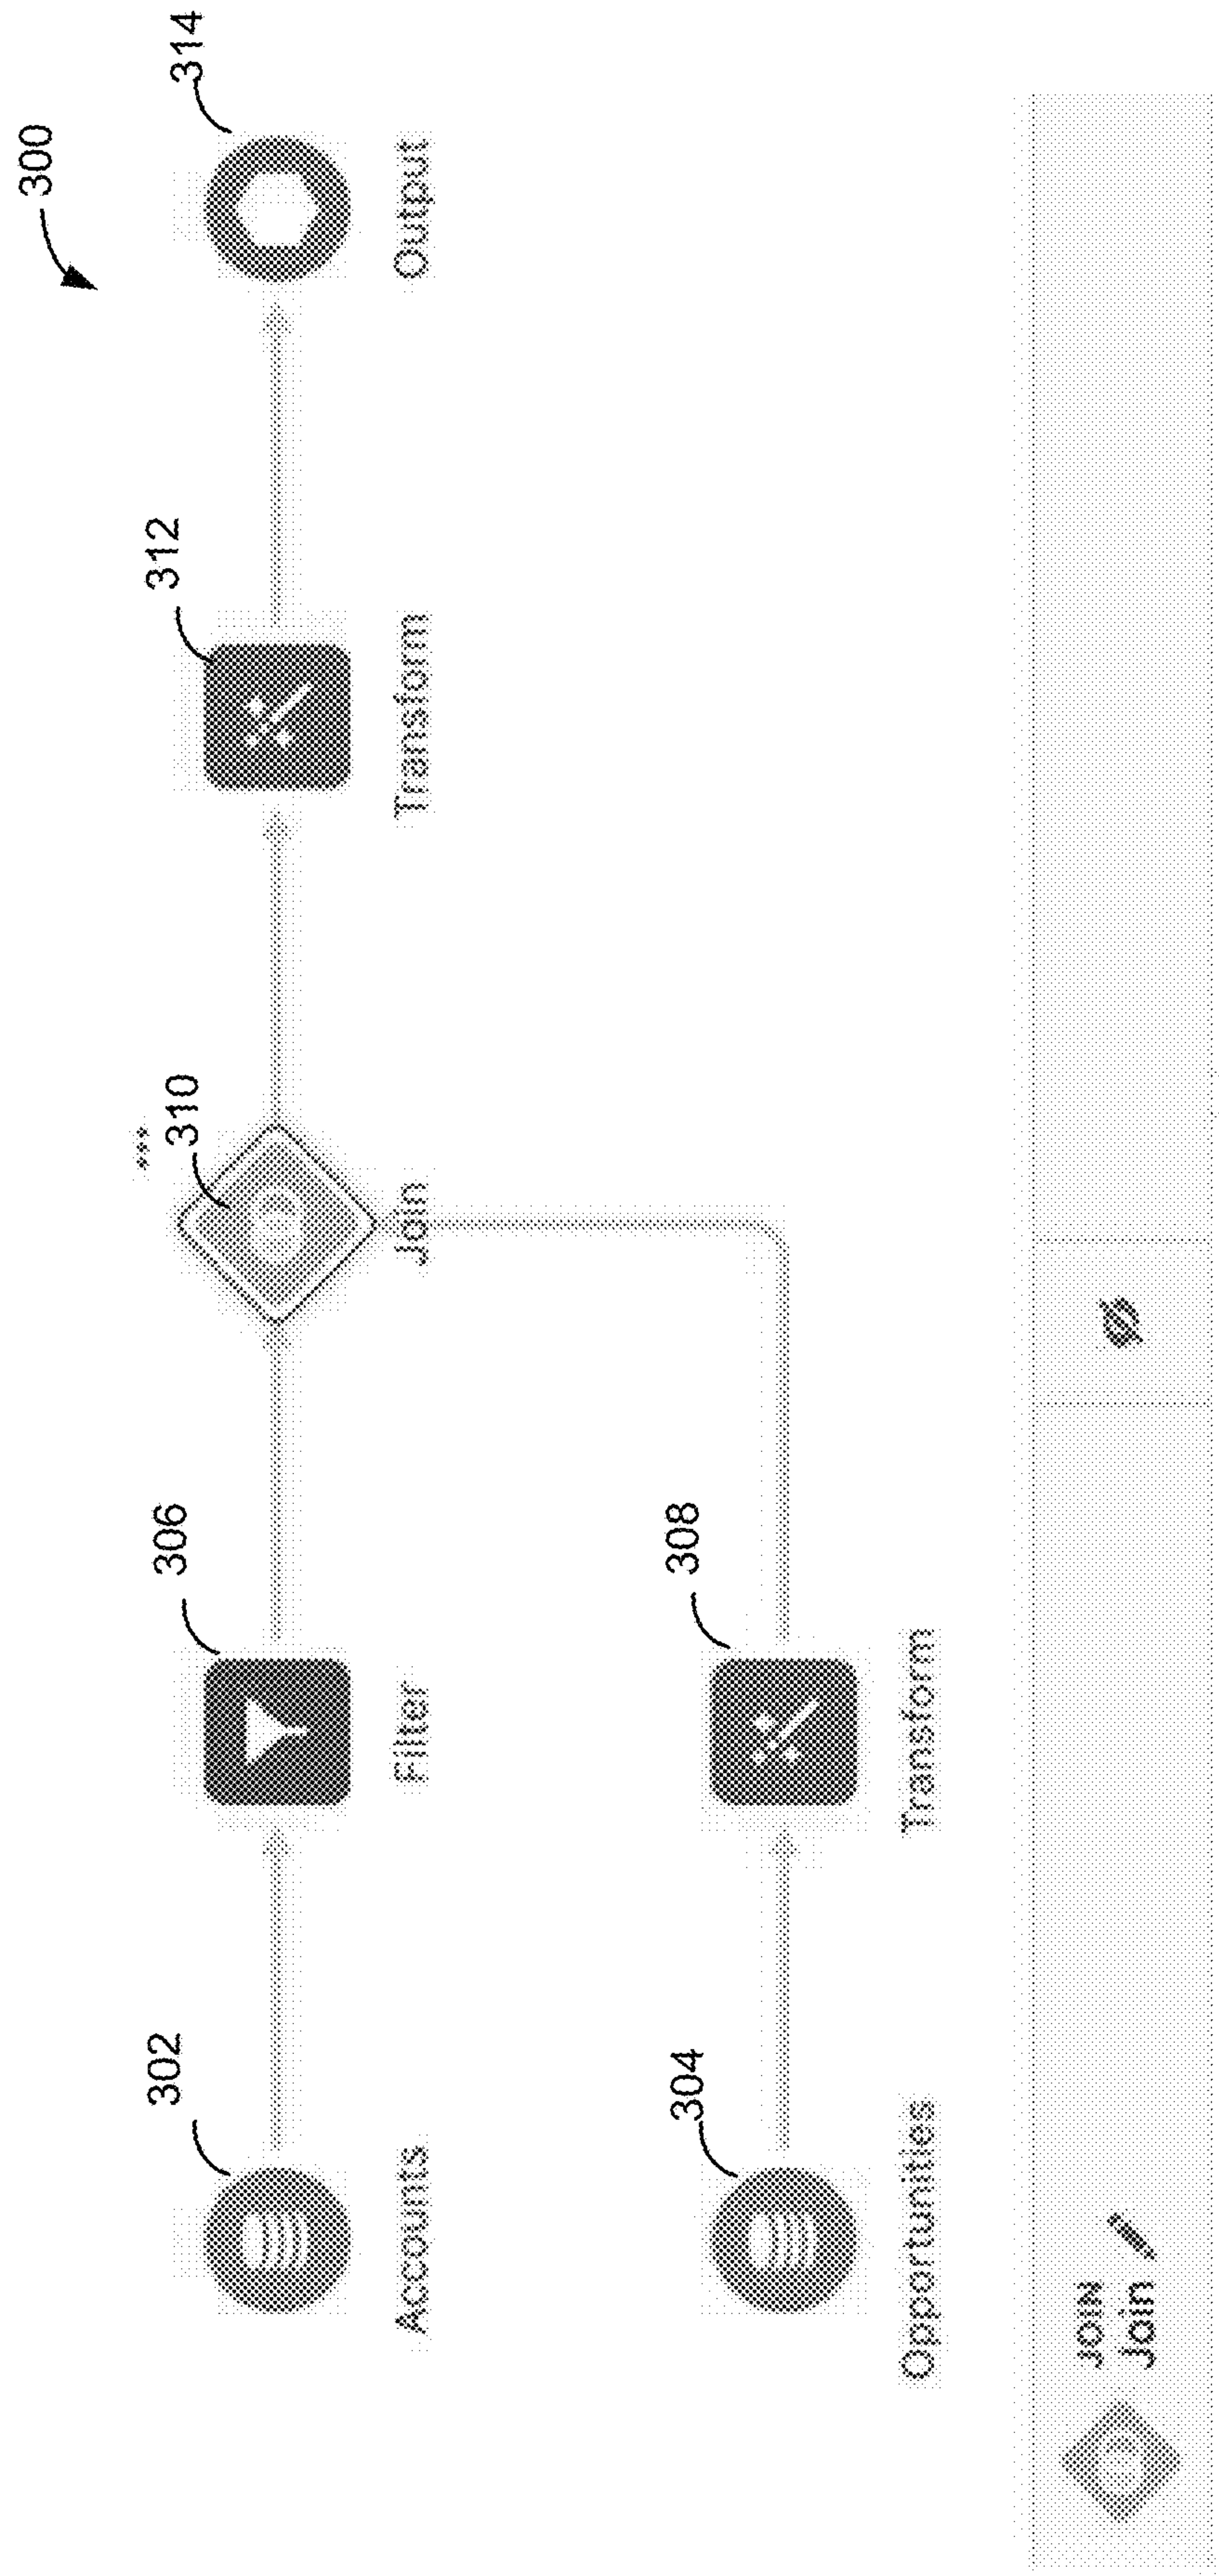 300
302
Accounts
306
Filter
310
Join
312
Transform
314
Output
304
Opportunities
308
Transform
JOIN
Join